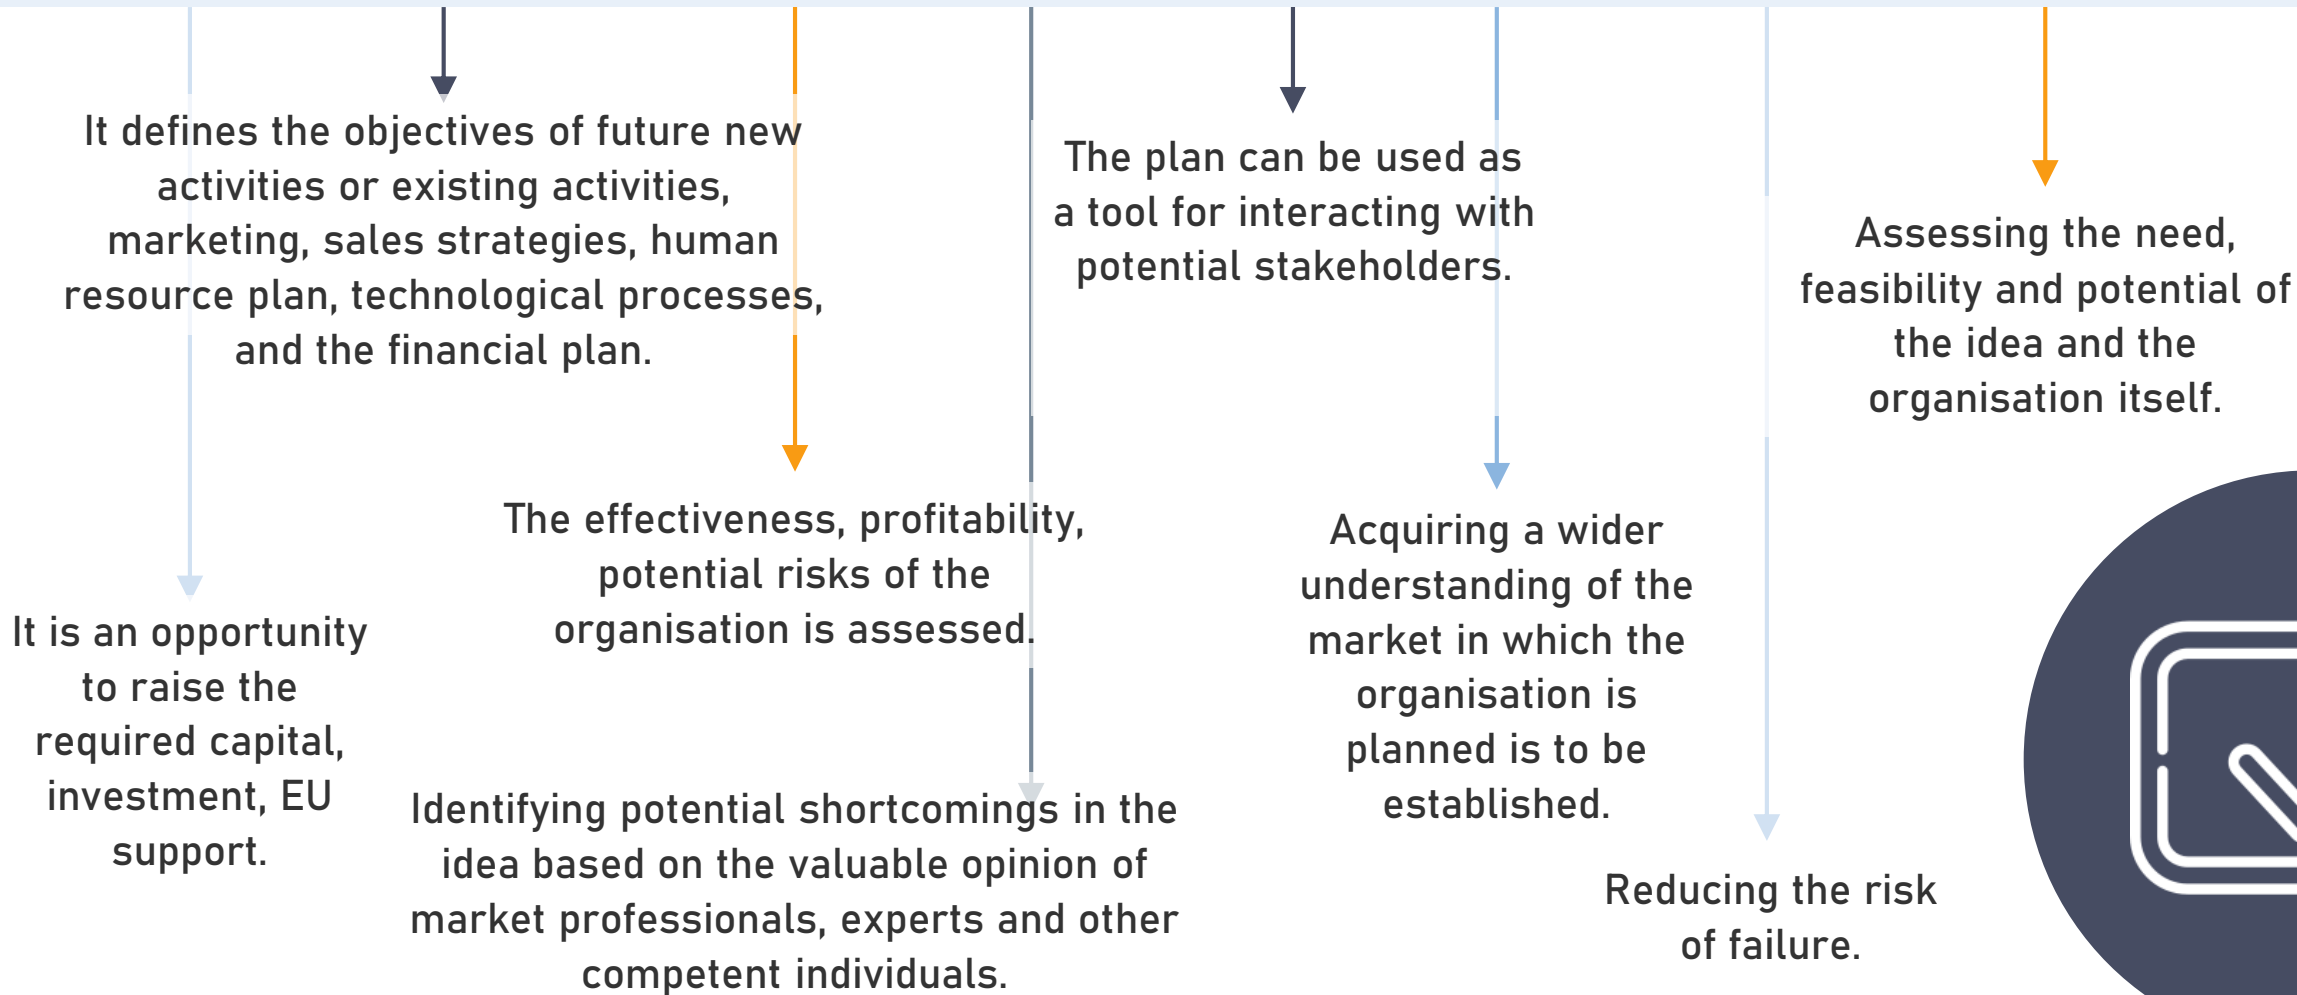 It defines the objectives of future new
activities or existing activities,
marketing, sales strategies, human
resource plan, technological processes,
and the financial plan.
The plan can be used as
a tool for interacting with
potential stakeholders.
Assessing the need,
feasibility and potential of
the idea and the
organisation itself.
The effectiveness, profitability,
potential risks of the
organisation is assessed.
Acquiring a wider
understanding of the
market in which the
organisation is
planned is to be
established.
It is an opportunity
to raise the
required capital,
investment, EU
support.
Identifying potential shortcomings in the
idea based on the valuable opinion of
market professionals, experts and other
competent individuals.
Reducing the risk
of failure.